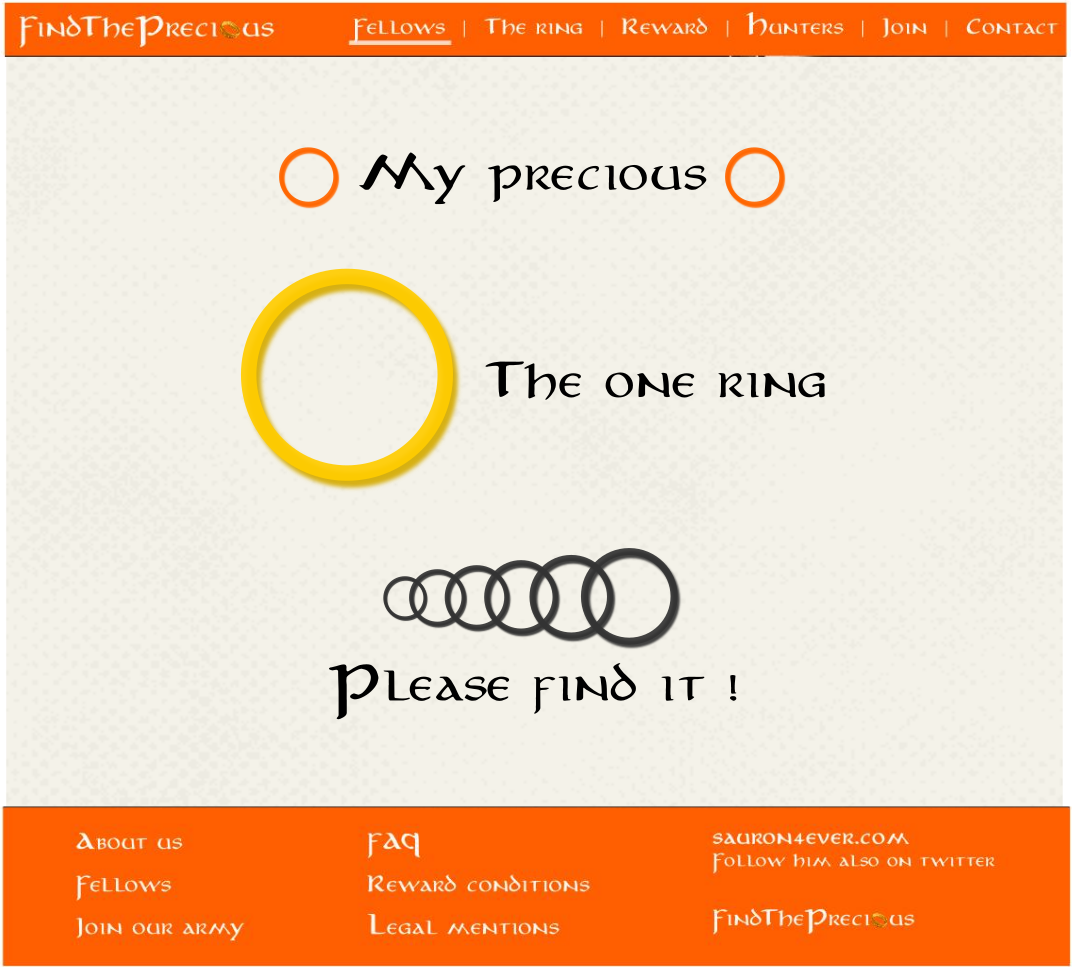 FindThePrecious
Fellows | The ring | Reward | Hunters | Join | Contact
My precious
The one ring
Please find it !
About us
Fellows
Join our army
FAQ
Reward conditions
Legal mentions
sauron4ever.com
Follow him also on twitter
FindThePrecious